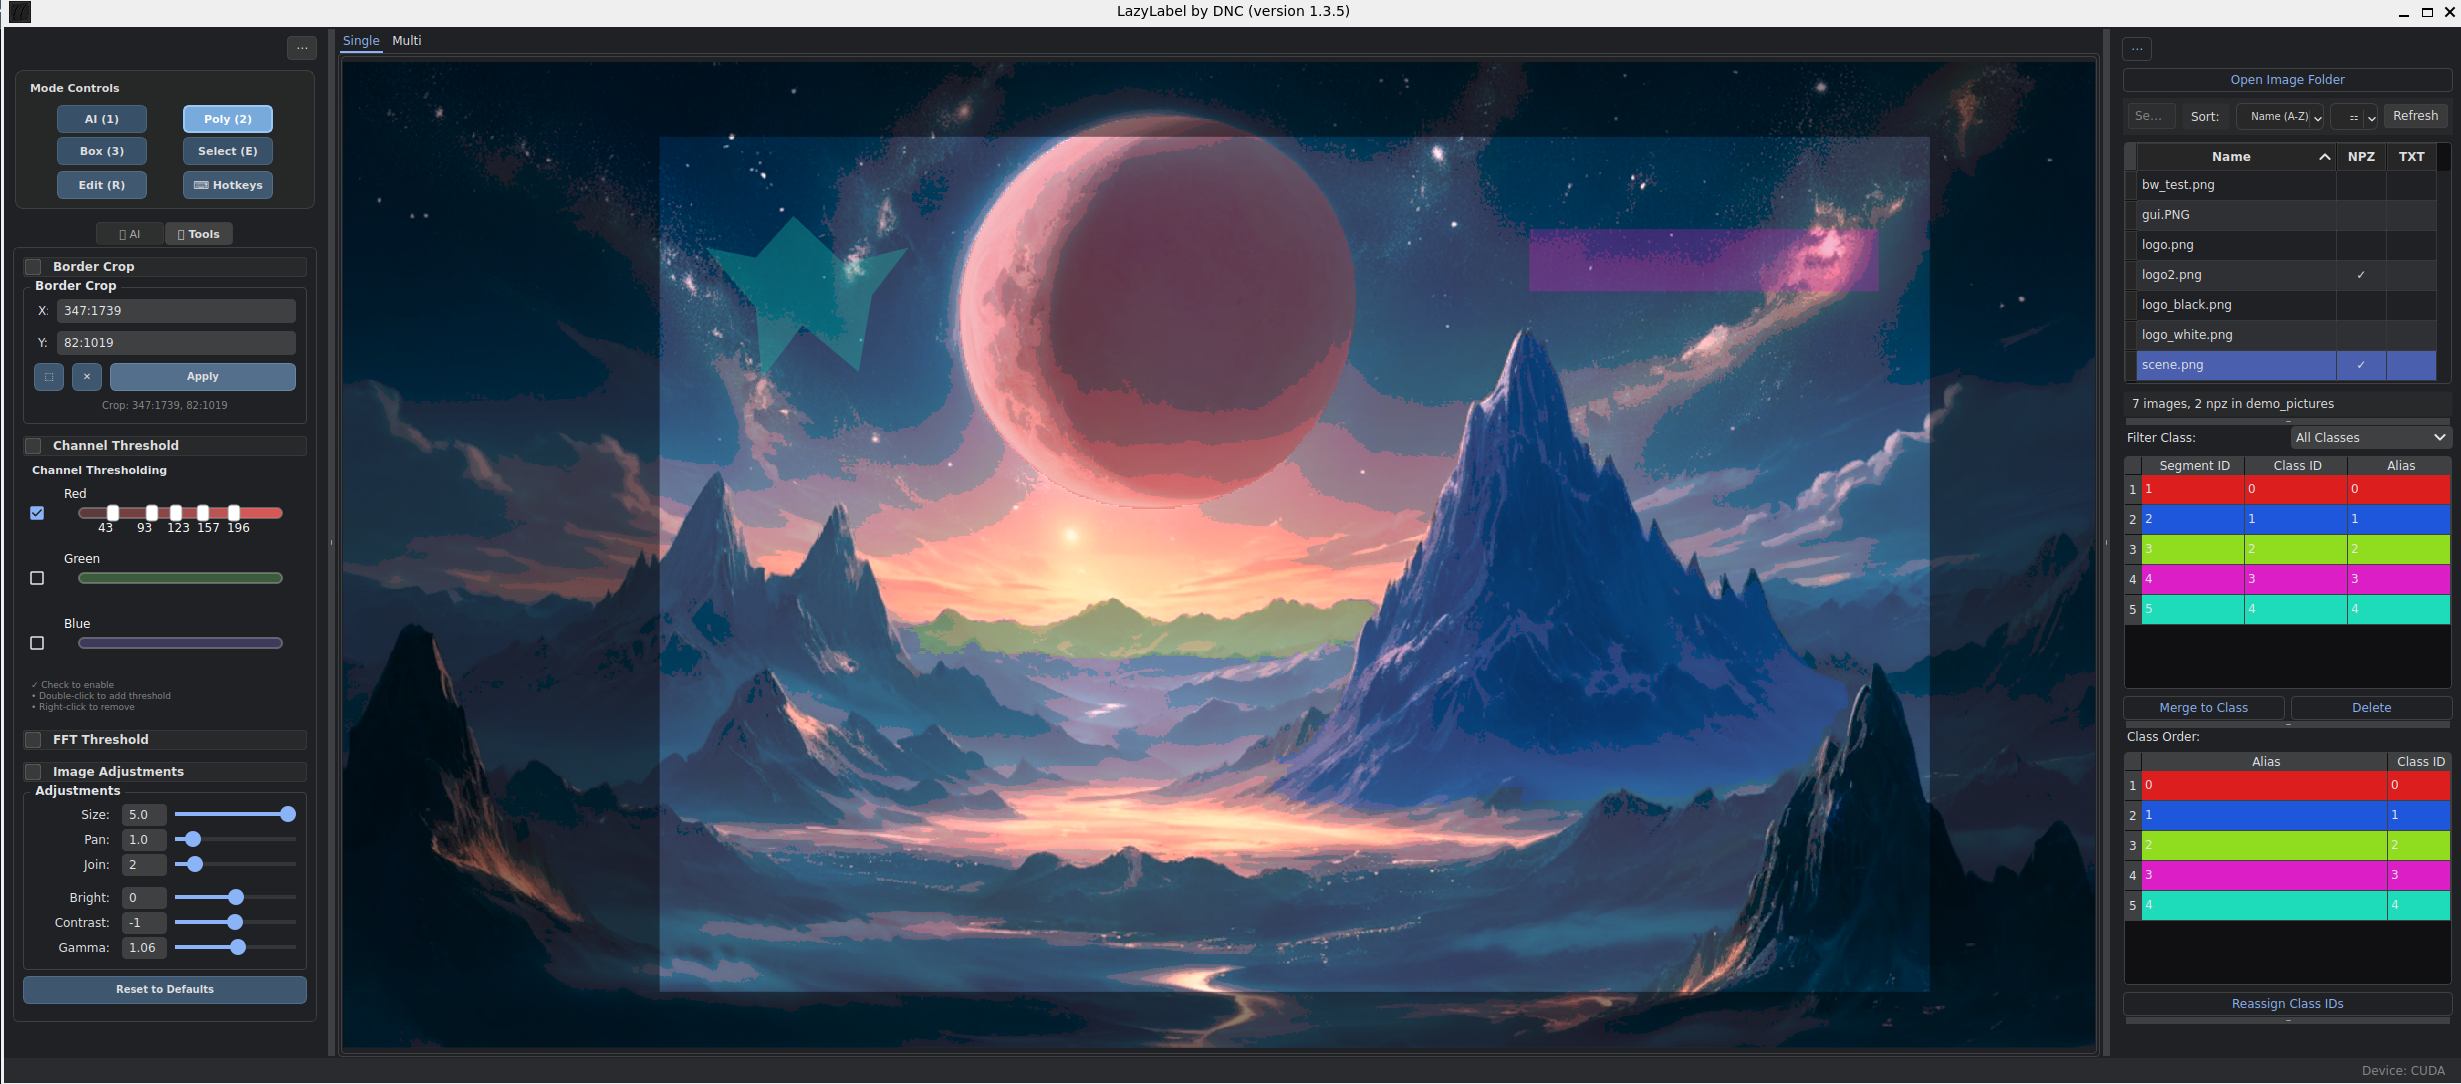 LazyLabel by DNC (version 1.3.5)
...
Mode Controls
AI (1)
Poly (2)
Box (3)
Select (E)
Edit (R)
Hotkeys
AI
Tools
Border Crop
Border Crop
X: 347:1739
Y: 82:1019
× Apply
Crop: 347:1739, 82:1019
Channel Threshold
Channel Thresholding
Red
43 93 123 157 196
Green
Blue
✓ Check to enable
• Double-click to add threshold
• Right-click to remove
FFT Threshold
Image Adjustments
Adjustments
Size: 5.0
Pan: 1.0
Join: 2
Bright: 0
Contrast: -1
Gamma: 1.06
Reset to Defaults
Single Multi
...
Open Image Folder
Se... Sort: Name (A-Z) Refresh
Name NPZ TXT
bw_test.png
gui.PNG
logo.png
logo2.png ✓
logo_black.png
logo_white.png
scene.png ✓
7 images, 2 npz in demo_pictures
Filter Class: All Classes
Segment ID Class ID Alias
1 1 0 0
2 2 1 1
3 3 2 2
4 4 3 3
5 5 4 4
Merge to Class Delete
Class Order:
Alias Class ID
1 0 0
2 1 1
3 2 2
4 3 3
5 4 4
Reassign Class IDs
Device: CUDA